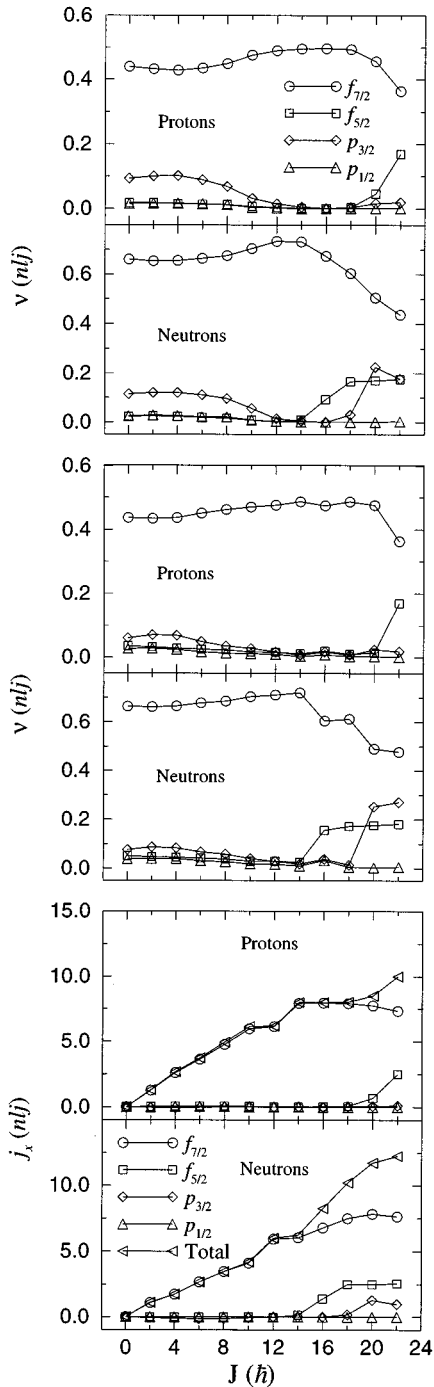 0.6
0.4
0.2
0.0
Protons
f7/2
f5/2
p3/2
p1/2
ν (nlj)
0.6
0.4
0.2
0.0
Neutrons
0.6
0.4
0.2
0.0
Protons
ν (nlj)
0.6
0.4
0.2
0.0
Neutrons
15.0
10.0
5.0
0.0
Protons
jx (nlj)
10.0
5.0
0.0
f7/2
f5/2
p3/2
p1/2
Total
Neutrons
0 4 8 12 16 20 24
J (ħ)